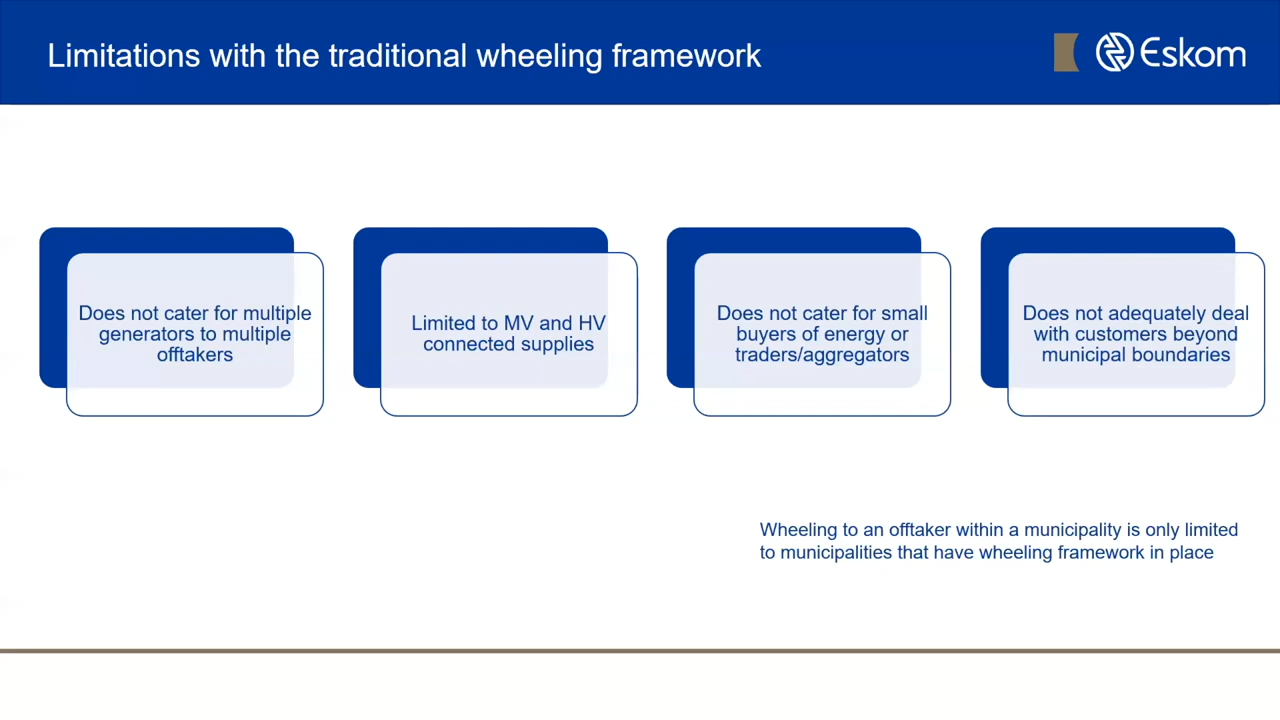 Limitations with the traditional wheeling framework
Eskom
Does not cater for multiple
generators to multiple
offtakers
Limited to MV and HV
connected supplies
Does not cater for small
buyers of energy or
traders/aggregators
Does not adequately deal
with customers beyond
municipal boundaries
Wheeling to an offtaker within a municipality is only limited
to municipalities that have wheeling framework in place